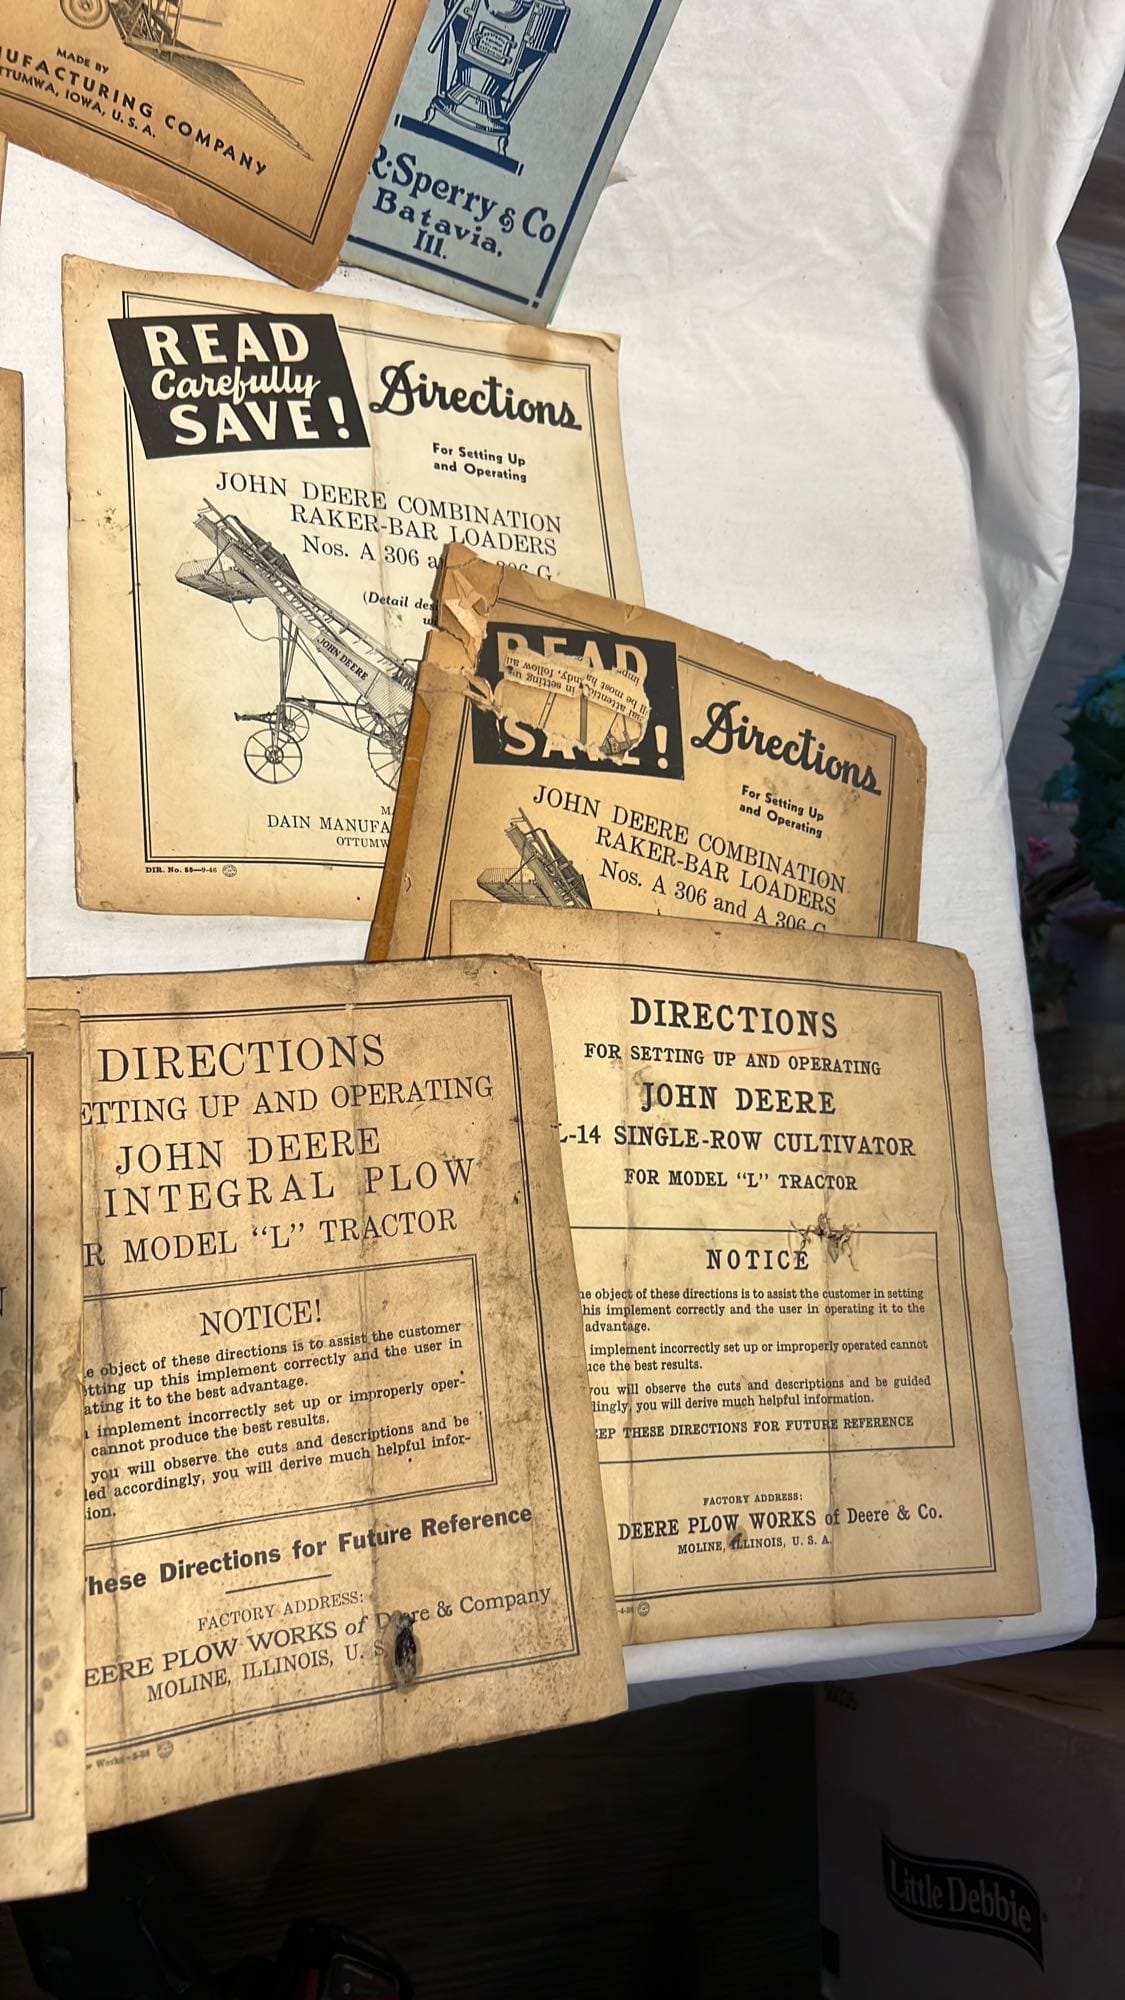 MADE BY
MANUFACTURING COMPANY
OTTUMWA, IOWA, U. S. A.
R. Sperry & Co
Batavia,
Ill.
READ
Carefully
SAVE!
Directions
For Setting Up
and Operating
JOHN DEERE COMBINATION
RAKER-BAR LOADERS
Nos. A 306 a
(Detail des
JOHN DEERE
DAIN MANUFA
OTTUMW
DIR. No. 55—9-46
READ
SAVE!
Directions
For Setting Up
and Operating
JOHN DEERE COMBINATION
RAKER-BAR LOADERS
Nos. A 306 and A 306 G
DIRECTIONS
ETTING UP AND OPERATING
JOHN DEERE
INTEGRAL PLOW
R MODEL "L" TRACTOR
NOTICE!
e object of these directions is to assist the customer
etting up this implement correctly and the user in
ating it to the best advantage.
implement incorrectly set up or improperly oper-
cannot produce the best results.
you will observe the cuts and descriptions and be
led accordingly, you will derive much helpful infor-
ion.
hese Directions for Future Reference
FACTORY ADDRESS:
EERE PLOW WORKS of Deere & Company
MOLINE, ILLINOIS, U. S.
DIRECTIONS
FOR SETTING UP AND OPERATING
JOHN DEERE
L-14 SINGLE-ROW CULTIVATOR
FOR MODEL "L" TRACTOR
NOTICE
he object of these directions is to assist the customer in setting
his implement correctly and the user in operating it to the
advantage.
implement incorrectly set up or improperly operated cannot
uce the best results.
you will observe the cuts and descriptions and be guided
dingly, you will derive much helpful information.
EEP THESE DIRECTIONS FOR FUTURE REFERENCE
FACTORY ADDRESS:
DEERE PLOW WORKS of Deere & Co.
MOLINE, ILLINOIS, U. S. A.
Little Debbie